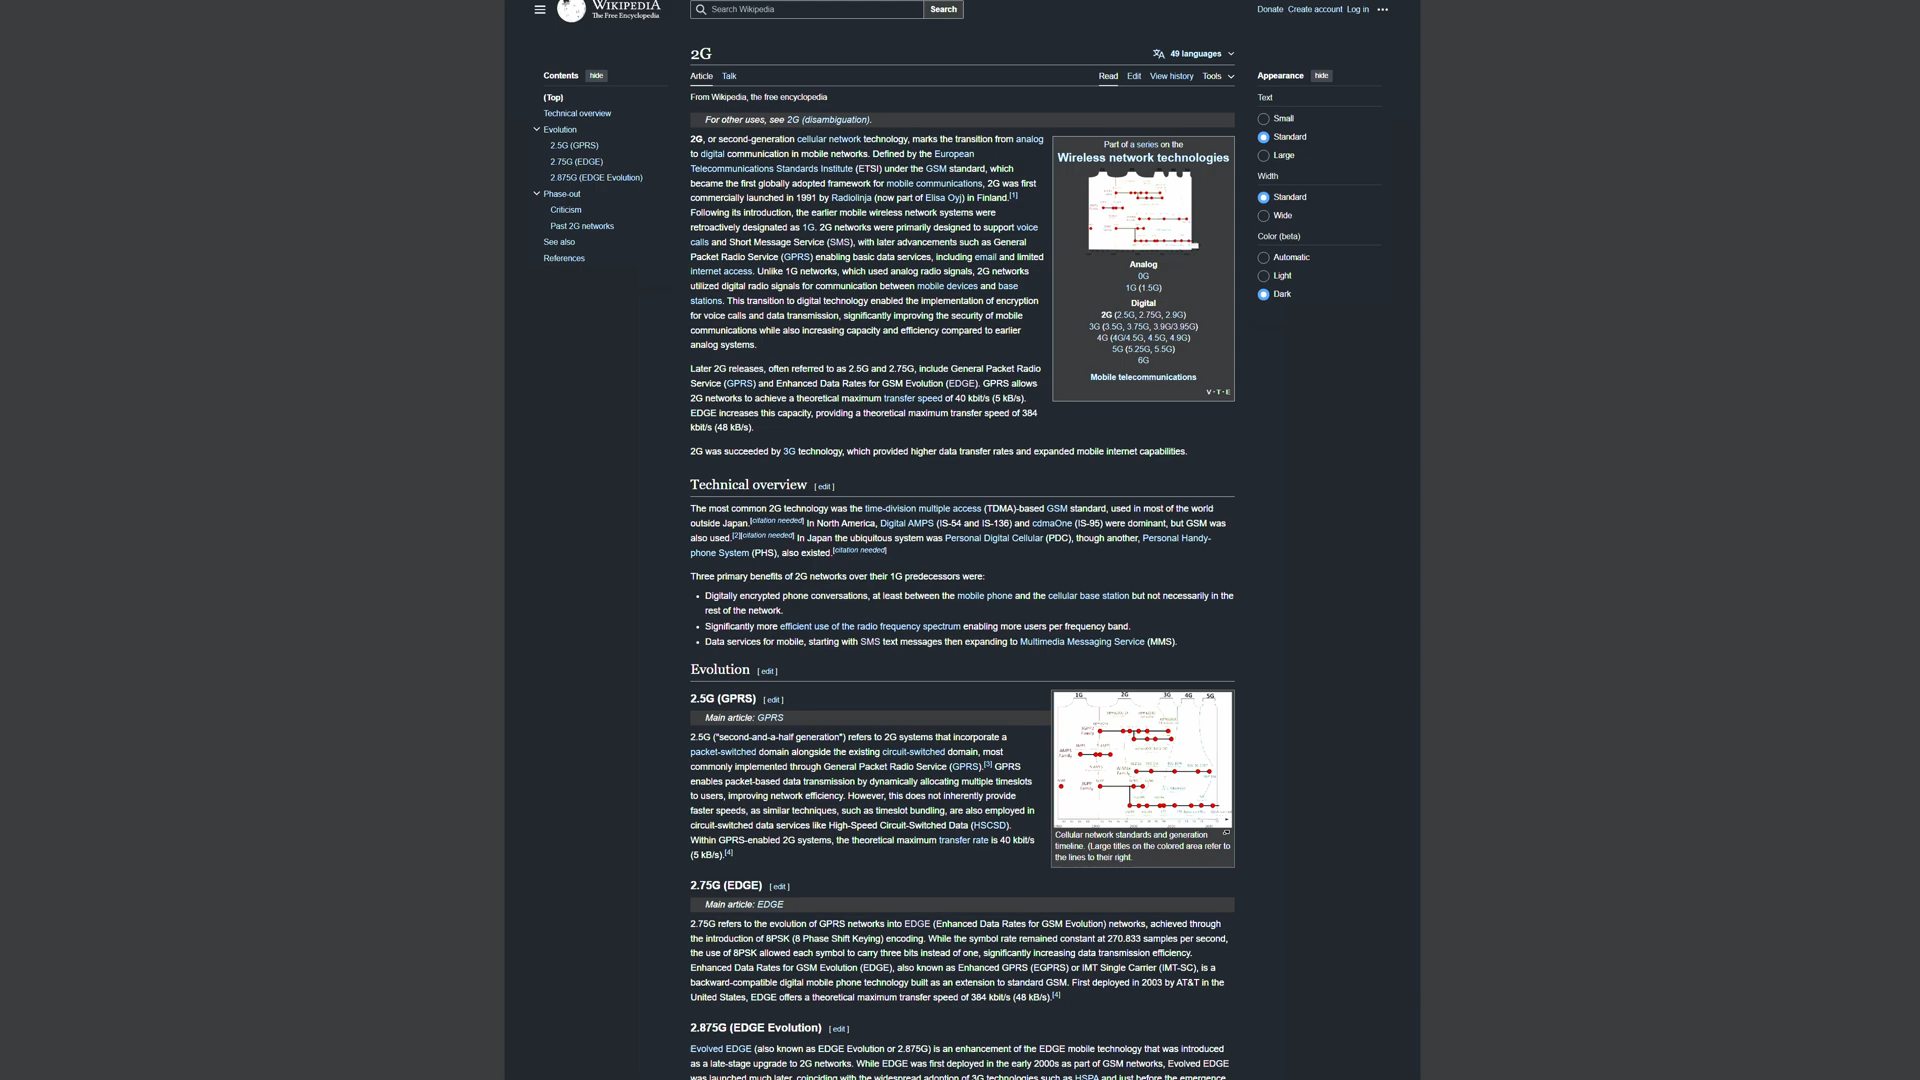 WIKIPEDIA
The Free Encyclopedia
Search Wikipedia
Search
Donate Create account Log in
2G
49 languages
Article Talk
Read Edit View history Tools
From Wikipedia, the free encyclopedia
For other uses, see 2G (disambiguation).
Contents hide
(Top)
Technical overview
Evolution
2.5G (GPRS)
2.75G (EDGE)
2.875G (EDGE Evolution)
Phase-out
Criticism
Past 2G networks
See also
References
2G, or second-generation cellular network technology, marks the transition from analog
to digital communication in mobile networks. Defined by the European
Telecommunications Standards Institute (ETSI) under the GSM standard, which
became the first globally adopted framework for mobile communications, 2G was first
commercially launched in 1991 by Radiolinja (now part of Elisa Oyj) in Finland.[1]
Following its introduction, the earlier mobile wireless network systems were
retroactively designated as 1G. 2G networks were primarily designed to support voice
calls and Short Message Service (SMS), with later advancements such as General
Packet Radio Service (GPRS) enabling basic data services, including email and limited
internet access. Unlike 1G networks, which used analog radio signals, 2G networks
utilized digital radio signals for communication between mobile devices and base
stations. This transition to digital technology enabled the implementation of encryption
for voice calls and data transmission, significantly improving the security of mobile
communications while also increasing capacity and efficiency compared to earlier
analog systems.
Later 2G releases, often referred to as 2.5G and 2.75G, include General Packet Radio
Service (GPRS) and Enhanced Data Rates for GSM Evolution (EDGE). GPRS allows
2G networks to achieve a theoretical maximum transfer speed of 40 kbit/s (5 kB/s).
EDGE increases this capacity, providing a theoretical maximum transfer speed of 384
kbit/s (48 kB/s).
2G was succeeded by 3G technology, which provided higher data transfer rates and expanded mobile internet capabilities.
Part of a series on the
Wireless network technologies
Analog
0G
1G (1.5G)
Digital
2G (2.5G, 2.75G, 2.9G)
3G (3.5G, 3.75G, 3.9G/3.95G)
4G (4G/4.5G, 4.5G, 4.9G)
5G (5.25G, 5.5G)
6G
Mobile telecommunications
V · T · E
Appearance hide
Text
Small
Standard
Large
Width
Standard
Wide
Color (beta)
Automatic
Light
Dark
Technical overview [ edit ]
The most common 2G technology was the time-division multiple access (TDMA)-based GSM standard, used in most of the world
outside Japan.[citation needed] In North America, Digital AMPS (IS-54 and IS-136) and cdmaOne (IS-95) were dominant, but GSM was
also used.[2][citation needed] In Japan the ubiquitous system was Personal Digital Cellular (PDC), though another, Personal Handy-
phone System (PHS), also existed.[citation needed]
Three primary benefits of 2G networks over their 1G predecessors were:
• Digitally encrypted phone conversations, at least between the mobile phone and the cellular base station but not necessarily in the
rest of the network.
• Significantly more efficient use of the radio frequency spectrum enabling more users per frequency band.
• Data services for mobile, starting with SMS text messages then expanding to Multimedia Messaging Service (MMS).
Evolution [ edit ]
2.5G (GPRS) [ edit ]
Main article: GPRS
2.5G ("second-and-a-half generation") refers to 2G systems that incorporate a
packet-switched domain alongside the existing circuit-switched domain, most
commonly implemented through General Packet Radio Service (GPRS).[3] GPRS
enables packet-based data transmission by dynamically allocating multiple timeslots
to users, improving network efficiency. However, this does not inherently provide
faster speeds, as similar techniques, such as timeslot bundling, are also employed in
circuit-switched data services like High-Speed Circuit-Switched Data (HSCSD).
Within GPRS-enabled 2G systems, the theoretical maximum transfer rate is 40 kbit/s
(5 kB/s).[4]
1G 2G 3G 4G 5G
Family
Family
Family
Family
Cellular network standards and generation
timeline. (Large titles on the colored area refer to
the lines to their right.
2.75G (EDGE) [ edit ]
Main article: EDGE
2.75G refers to the evolution of GPRS networks into EDGE (Enhanced Data Rates for GSM Evolution) networks, achieved through
the introduction of 8PSK (8 Phase Shift Keying) encoding. While the symbol rate remained constant at 270.833 samples per second,
the use of 8PSK allowed each symbol to carry three bits instead of one, significantly increasing data transmission efficiency.
Enhanced Data Rates for GSM Evolution (EDGE), also known as Enhanced GPRS (EGPRS) or IMT Single Carrier (IMT-SC), is a
backward-compatible digital mobile phone technology built as an extension to standard GSM. First deployed in 2003 by AT&T in the
United States, EDGE offers a theoretical maximum transfer speed of 384 kbit/s (48 kB/s).[4]
2.875G (EDGE Evolution) [ edit ]
Evolved EDGE (also known as EDGE Evolution or 2.875G) is an enhancement of the EDGE mobile technology that was introduced
as a late-stage upgrade to 2G networks. While EDGE was first deployed in the early 2000s as part of GSM networks, Evolved EDGE
was launched much later, coinciding with the widespread adoption of 3G technologies such as HSPA and just before the emergence